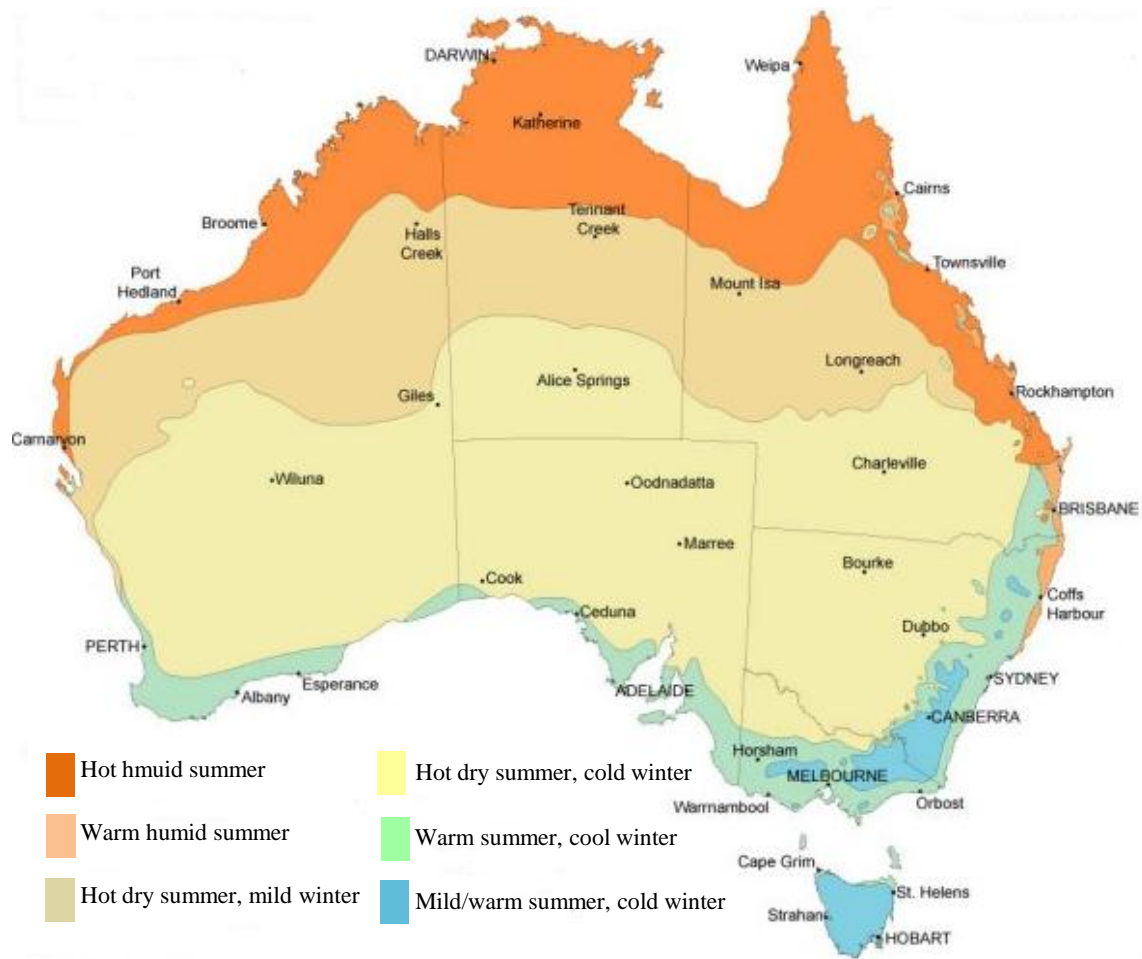 DARWIN
Weipa
Katherine
Cairns
Broome
Halls
Creek
Tennant
Creek
Townsville
Port
Hedland
Mount Isa
Longreach
Alice Springs
Giles
Rockhampton
Carnarvon
Charleville
Wiluna
Oodnadatta
BRISBANE
Marree
Bourke
Cook
Coffs
Harbour
Ceduna
Dubbo
PERTH
SYDNEY
Esperance
ADELAIDE
Albany
CANBERRA
Horsham
MELBOURNE
Warrnambool
Orbost
Hot hmuid summer
Hot dry summer, cold winter
Warm humid summer
Warm summer, cool winter
Hot dry summer, mild winter
Mild/warm summer, cold winter
Cape Grim
St. Helens
Strahan
HOBART